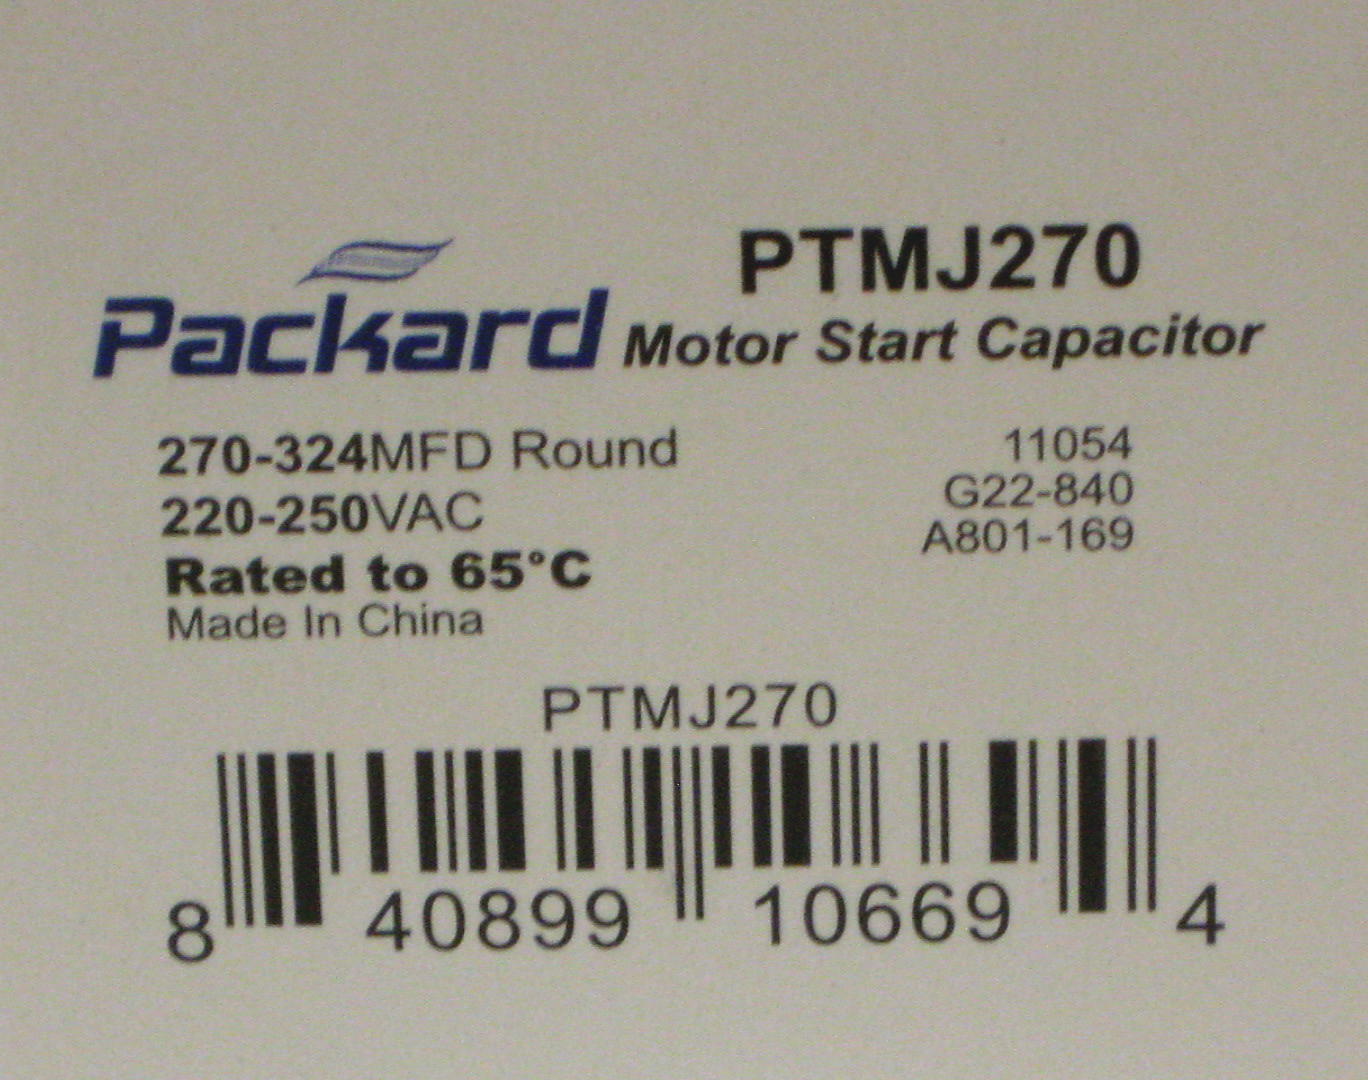 PTMJ270
Packard Motor Start Capacitor
270-324MFD Round
220-250VAC
Rated to 65°C
Made In China
11054
G22-840
A801-169
PTMJ270
8 40899 10669 4